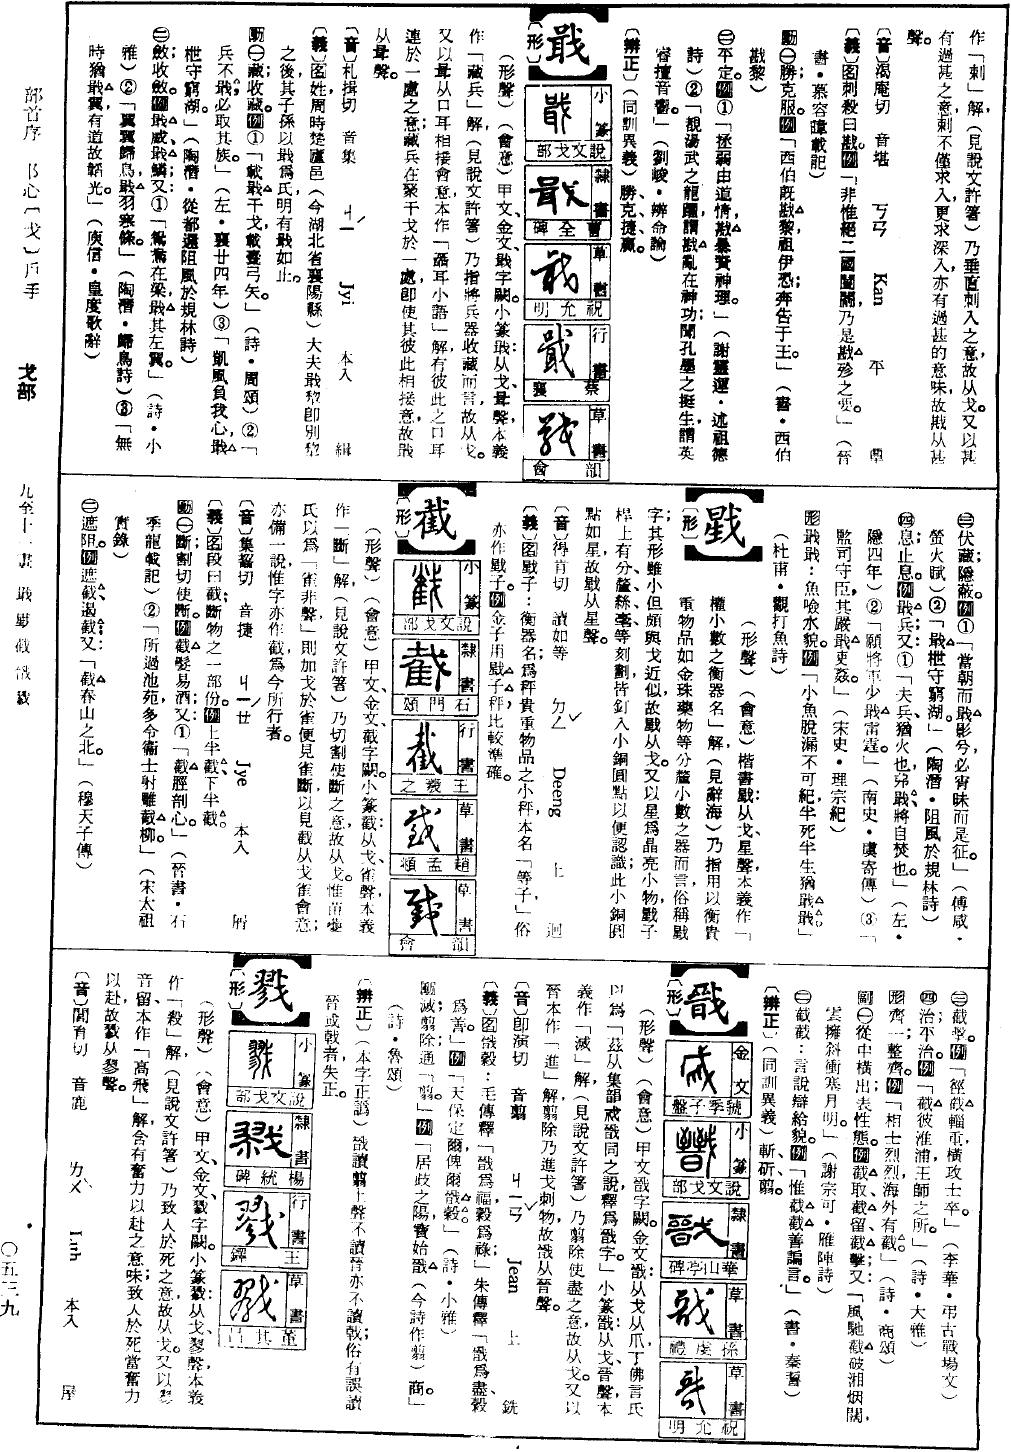 作「刺」解，（見說文許箸）乃垂直刺入之意，故从戈。又以甚
有過甚之意，刺不僅求入，更求深入，亦有過甚的意味，故戡从甚
聲。
〔音〕渴庵切　音堪　ㄎㄢ　Kan　平　覃
〔義〕名刺殺曰戡。例「非惟絕二國闚𨵦，乃是戡殄之要。」（晉
書・慕容暐載記）
動㊀勝；克服。例「西伯既戡黎，祖伊恐，奔告于王。」（書・西伯
戡黎）
㊁平定。例①「拯弱由道情，戡暴資神理。」（謝靈運・述祖德
詩）②「覩湯武之龍躍，謂戡亂在神功；聞孔墨之挺生，謂英
睿擅音響」（劉峻・辨命論）
〔辨正〕（同訓異義）勝、克、捷、贏。
戢
〔形〕
小篆　說文戈部
隸書　曹全碑
草書　祝允明
行書　蔡襄
草書　草韻會
（形聲）（會意）甲文、金文戢字闕。小篆戢：从戈、咠聲，本義
作「藏兵」解，（見說文許箸）乃指將兵器收藏而言，故从戈。
又以咠从口耳相接會意，本作「聶耳小語」解，有彼此之口耳
連於一處之意；藏兵在聚干戈於一處，卽使其彼此相接意，故戢
从咠聲。
〔音〕札揖切　音集　ㄐㄧˊ　Jyi　本入　緝
〔義〕名姓，周時楚廬邑（今湖北省襄陽縣）大夫戢黎卽別黎
之後，其子孫以戢爲氏，明有戢如止。
動㊀藏；收藏。例①「載戢干戈，載櫜弓矢。」（詩・周頌）②「
兵不戢，必取其族。」（左・襄廿四年）③「凱風負我心，戢
枻守窮湖。」（陶潛・從都還阻風於規林詩）
㊁斂；收斂。例戢威、戢鱗；又：①「鴛鴦在梁，戢其左翼。」（詩・小
雅）②「翼翼歸鳥，戢羽寒條。」（陶潛・歸鳥詩）③「無
時猶戢翼，有道故韜光。」（庾信・皇度歌辭）
㊂伏藏；隱蔽。例①「當朝而戢影兮，必宵昧而是征。」（傅咸・
螢火賦）②「戢枻守窮湖。」（陶潛・阻風於規林詩）
㊃息；止息。例戢兵；又：①「夫兵猶火也，弗戢將自焚也。」（左・
隱四年）②「願將軍少戢雷霆。」（南史・虞寄傳）③「
監司守臣，其嚴戢吏姦。」（宋史・理宗紀）
形戢戢：魚噞水貌。例「小魚脫漏不可紀，半死半生猶戢戢」
（杜甫・觀打魚詩）
戥
〔形〕
（形聲）（會意）楷書戥：从戈、星聲，本義作「
權小數之衡器名」解，（見辭海）乃指用以衡貴
重物品如金珠藥物等分釐小數之器而言，俗稱戥
字；其形雖小但頗與戈近似，故戥从戈。又以星爲晶亮小物，戥子
桿上有分、釐、絲、毫等刻劃，皆釘入小銅圓點以便認識；此小銅圓
點如星，故戥从星聲。
〔音〕得肯切　讀如等　ㄉㄥˇ　Deeng　上　迥
〔義〕名戥子：衡器名，爲秤貴重物品之小秤，本名「等子」，俗
亦作戥子。例金子用戥子秤比較準確。
截
〔形〕
小篆　說文戈部
隸書　石門頌
行書　王羲之
草書　趙孟頫
草書　草韻會
（形聲）（會意）甲文、金文、截字闕。小篆截：从戈、雀聲，本義
作「斷」解，（見說文許箸）乃切割使斷之意，故从戈。惟苗夔
氏以爲「雀非聲」，則加戈於雀便見雀斷，以見截从戈雀會意；
亦備一說。惟字亦作截，爲今所行者。
〔音〕集齧切　音捷　ㄐㄧㄝˊ　Jye　本入　屑
〔義〕名段曰截，斷物之一部份。例上半截、下半截。
動㊀斷；割切使斷。例截髮易酒；又：①「截脛剖心。」（晉書・石
季龍載記）②「所過池苑，多令衞士射雕截柳。」（宋太祖
實錄）
㊁遮；阻。例遮截、遏截；又「截春山之北。」（穆天子傳）
㊂截擊。例「徑截輜重，橫攻士卒。」（李華・弔古戰場文）
㊃治；平治。例「截彼淮浦，王師之所。」（詩・大雅）
形齊一；整齊。例「相士烈烈，海外有截。」（詩・商頌）
副㊀從中橫出，表性態。例截取、截留、截擊；又：「風馳截破湘烟闊，
雲擁斜衝塞月明。」（謝宗可・雁陣詩）
㊁截截：言說辯給貌。例「惟截截善諞言。」（書・秦誓）
〔辨正〕（同訓異義）斬、斫、剪。
戩
〔形〕
金文　虢季子盤
小篆　說文戈部
隸書　華山亭碑
草書　孫虔禮
草書　祝允明
（形聲）（會意）甲文戩字闕。金文戩：从戈从爪，丁佛言氏
以爲「茲从集韻烕戩同之說，釋爲戩字。」小篆戩：从戈、晉聲，本
義作「滅」解，（見說文許箸）乃翦除使盡之意，故从戈。又以
晉本作「進」解，翦除乃進戈刺物，故戩从晉聲。
〔音〕卽演切　音翦　ㄐㄧㄢˇ　Jean　上　銑
〔義〕名戩穀：毛傳釋「戩爲福，穀爲祿」；朱傳釋「戩爲盡，穀
爲善。」例「天保定爾，俾爾戩穀。」（詩・小雅）
動滅；翦除，通「翦。」例「居歧之陽，實始戩（今詩作翦）商。」
（詩・魯頌）
〔辨正〕（本字正譌）戩讀翦上聲，不讀晉，亦不讀戟；俗有誤讀
晉或戟者，失正。
戮
〔形〕
小篆　說文戈部
隸書　楊統碑
行書　王鐸
草書　董其昌
（形聲）（會意）甲文、金文、戮字闕。小篆戮：从戈、翏聲，本義
作「殺」解，（見說文許箸）乃致人於死之意，故从戈。又以翏
音留，本作「高飛」解，含有奮力以赴之意味；致人於死當奮力
以赴，故戮从翏聲。
〔音〕閭育切　音鹿　ㄌㄨˋ　Luh　本入　屋
部首序　阝心〔戈〕戶手　戈部　九至十一畫　戢戥截戩戮　〇五三九